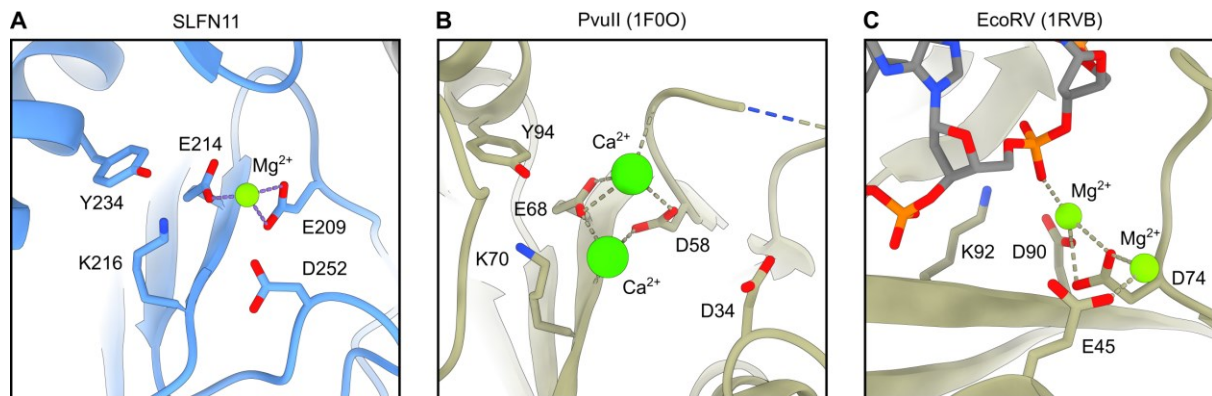 A
SLFN11
E214
Mg²⁺
Y234
E209
K216
D252
B
PvuII (1F0O)
Y94
Ca²⁺
E68
D58
K70
Ca²⁺
D34
C
EcoRV (1RVB)
Mg²⁺
K92
D90
Mg²⁺
D74
E45